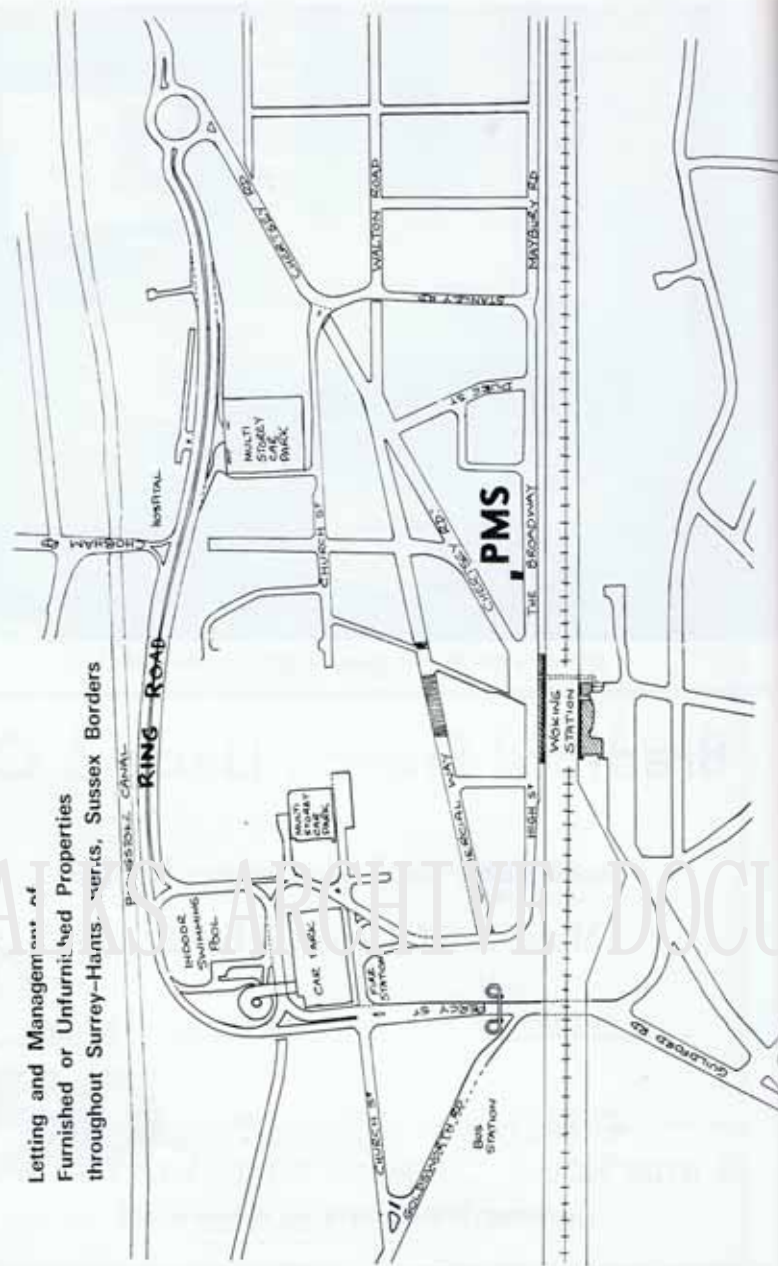 Letting and Management of
Furnished or Unfurnished Properties
throughout Surrey-Hants Sussex Borders
CANAL
RING ROAD
CHOBHAM
HOSPITAL
INDOOR
SWIMMING
POOL
CAR PARK
FIRE
STATION
MULTI
STOREY
CAR
PARK
MULTI
STOREY
CAR
PARK
CHERTSEY RD
WALTON ROAD
STANLEY RD
MAYBURY RD
DUKE ST
CHURCH ST
CHERTSEY RD.
PMS
THE BROADWAY
WAY
HIGH ST
WOKING
STATION
PERCY ST
CHURCH ST
GOLDSWORTH RD
BUS
STATION
GUILDFORD RD
ARCHIVE